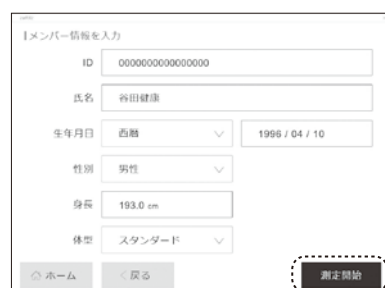 メンバー情報を入力
ID 0000000000000000
氏名 谷田健康
生年月日 西暦 1996 / 04 / 10
性別 男性
身長 193.0 cm
体型 スタンダード
ホーム 戻る 測定開始